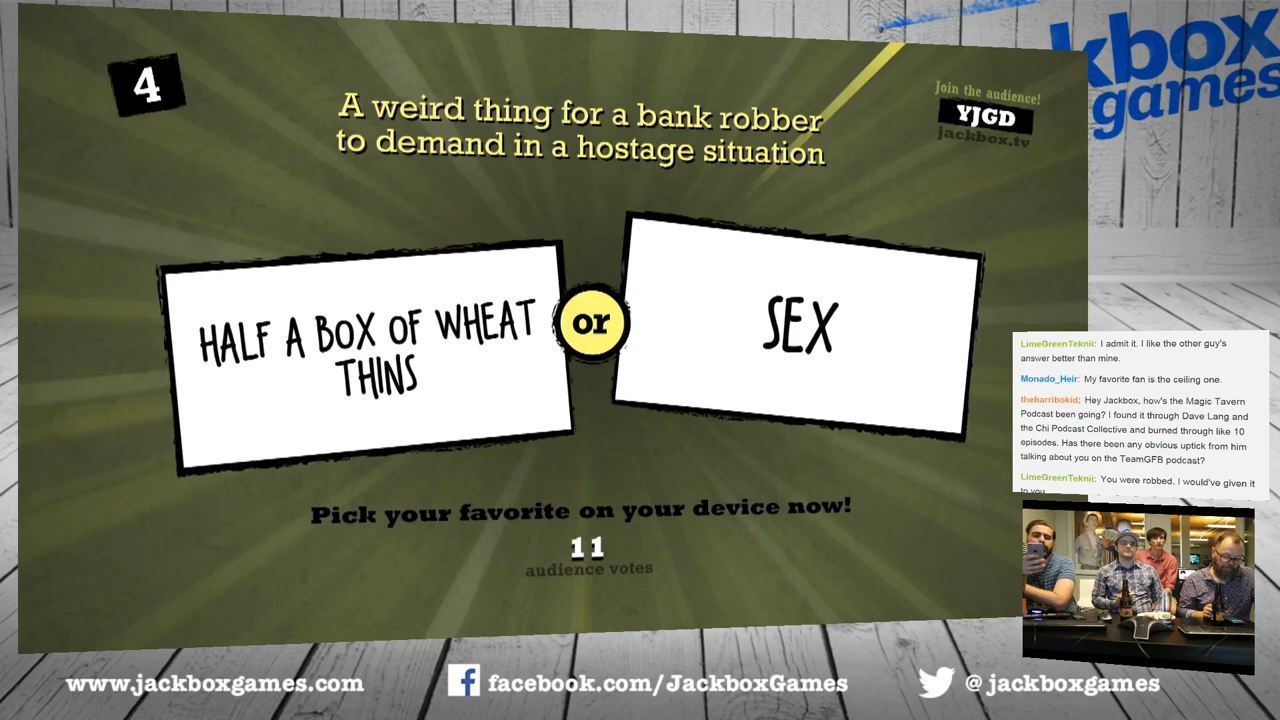 kbox
games
4
A weird thing for a bank robber
to demand in a hostage situation
Join the audience!
YJGD
jackbox.tv
HALF A BOX OF WHEAT
THINS
or
SEX
Pick your favorite on your device now!
11
audience votes
LimeGreenTeknii: I admit it. I like the other guy's
answer better than mine.
Monado_Heir: My favorite fan is the ceiling one.
theharribokid: Hey Jackbox, how's the Magic Tavern
Podcast been going? I found it through Dave Lang and
the Chi Podcast Collective and burned through like 10
episodes. Has there been any obvious uptick from him
talking about you on the TeamGFB podcast?
LimeGreenTeknii: You were robbed. I would've given it
to you
www.jackboxgames.com
facebook.com/JackboxGames
@jackboxgames